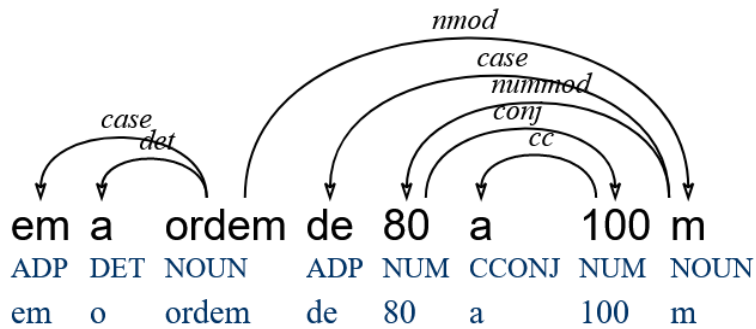 nmod
case
nummod
case conj
det cc
em a ordem de 80 a 100 m
ADP DET NOUN ADP NUM CCONJ NUM NOUN
em o ordem de 80 a 100 m